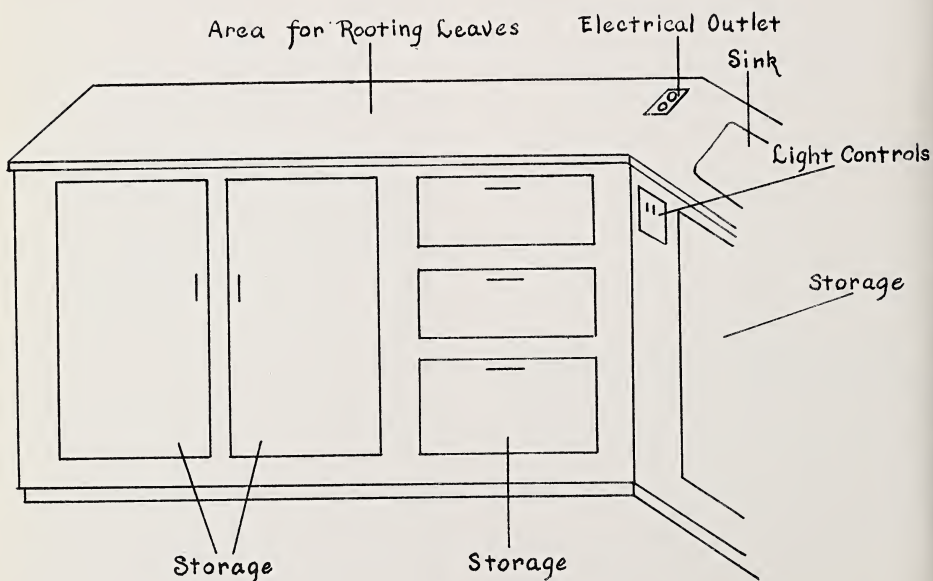 Area for Rooting Leaves
Electrical Outlet
Sink
Light Controls
Storage
Storage
Storage